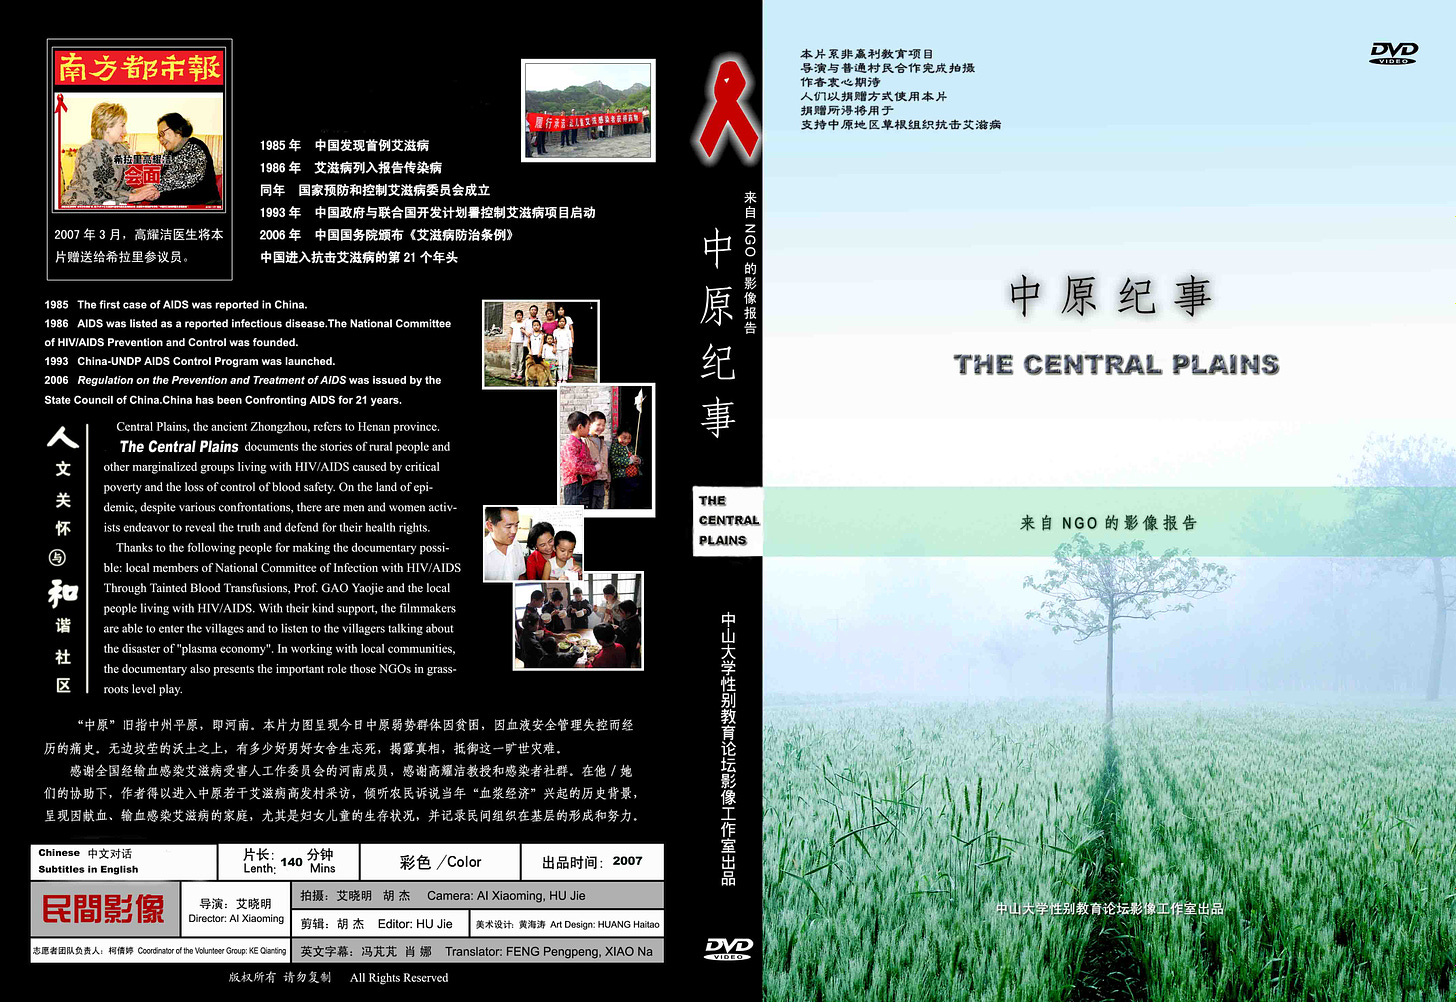 南方都市報
希拉里高耀洁
会面
2007 年 3 月，高耀洁医生将本
片赠送给希拉里参议员。
1985 年 中国发现首例艾滋病
1986 年 艾滋病列入报告传染病
同年 国家预防和控制艾滋病委员会成立
1993 年 中国政府与联合国开发计划署控制艾滋病项目启动
2006 年 中国国务院颁布《艾滋病防治条例》
中国进入抗击艾滋病的第 21 个年头
1985 The first case of AIDS was reported in China.
1986 AIDS was listed as a reported infectious disease.The National Committee
of HIV/AIDS Prevention and Control was founded.
1993 China-UNDP AIDS Control Program was launched.
2006 Regulation on the Prevention and Treatment of AIDS was issued by the
State Council of China.China has been Confronting AIDS for 21 years.
人文关怀与和谐社区
Central Plains, the ancient Zhongzhou, refers to Henan province.
The Central Plains documents the stories of rural people and
other marginalized groups living with HIV/AIDS caused by critical
poverty and the loss of control of blood safety. On the land of epi-
demic, despite various confrontations, there are men and women activ-
ists endeavor to reveal the truth and defend for their health rights.
Thanks to the following people for making the documentary possi-
ble: local members of National Committee of Infection with HIV/AIDS
Through Tainted Blood Transfusions, Prof. GAO Yaojie and the local
people living with HIV/AIDS. With their kind support, the filmmakers
are able to enter the villages and to listen to the villagers talking about
the disaster of "plasma economy". In working with local communities,
the documentary also presents the important role those NGOs in grass-
roots level play.
“中原”旧指中州平原，即河南。本片力图呈现今日中原弱势群体因贫困，因血液安全管理失控而经
历的痛史。无边坟茔的沃土之上，有多少好男好女舍生忘死，揭露真相，抵御这一旷世灾难。
感谢全国经输血感染艾滋病受害人工作委员会的河南成员，感谢高耀洁教授和感染者社群。在他／她
们的协助下，作者得以进入中原若干艾滋病高发村采访，倾听农民诉说当年“血浆经济”兴起的历史背景，
呈现因献血、输血感染艾滋病的家庭，尤其是妇女儿童的生存状况，并记录民间组织在基层的形成和努力。
Chinese 中文对话
Subtitles in English
片长： 140 分钟
Lenth: Mins
彩色／Color
出品时间： 2007
民間影像
导演：艾晓明
Director: AI Xiaoming
拍摄：艾晓明 胡 杰 Camera: AI Xiaoming, HU Jie
剪辑：胡 杰 Editor: HU Jie
美术设计：黄海涛 Art Design: HUANG Haitao
志愿者团队负责人：柯倩婷 Coordinator of the Volunteer Group: KE Qianting
英文字幕：冯芃芃 肖 娜 Translator: FENG Pengpeng, XIAO Na
版权所有 请勿复制 All Rights Reserved
来自 NGO 的影像报告
中原纪事
THE
CENTRAL
PLAINS
中山大学性别教育论坛影像工作室出品
DVD
VIDEO
本片系非赢利教育项目
导演与普通村民合作完成拍摄
作者衷心期待
人们以捐赠方式使用本片
捐赠所得将用于
支持中原地区草根组织抗击艾滋病
DVD
VIDEO
中原纪事
THE CENTRAL PLAINS
来自 NGO 的影像报告
中山大学性别教育论坛影像工作室出品